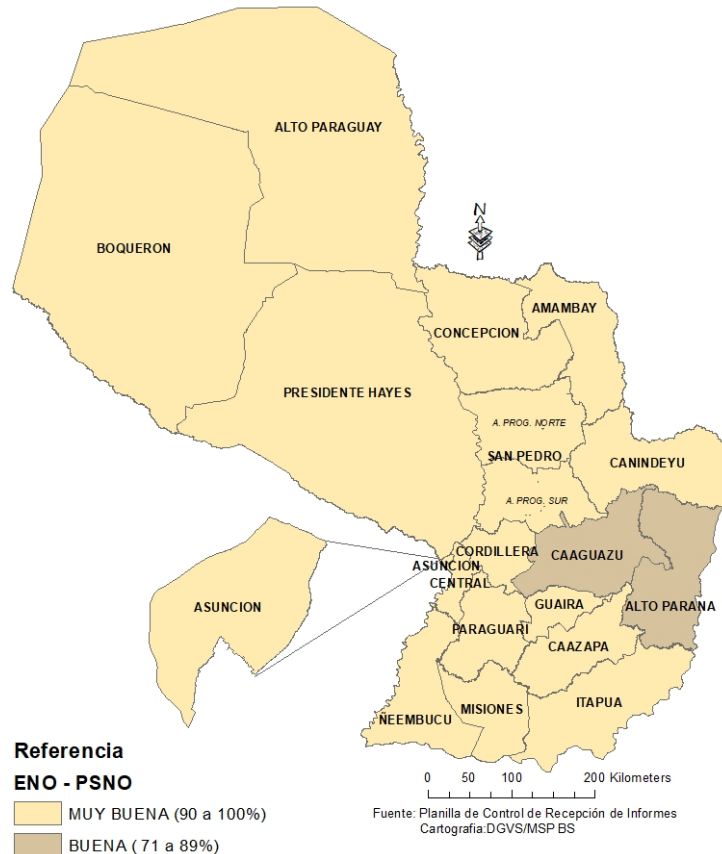 ALTO PARAGUAY
BOQUERON
N
AMAMBAY
CONCEPCION
PRESIDENTE HAYES
A. PROG. NORTE
SAN PEDRO
CANINDEYU
A. PROG. SUR
CORDILLERA
CAAGUAZU
ASUNCION
CENTRAL
ASUNCION
GUAIRA
ALTO PARANA
PARAGUARI
CAAZAPA
ITAPUA
MISIONES
ÑEEMBUCU
Referencia
ENO - PSNO
MUY BUENA (90 a 100%)
BUENA ( 71 a 89%)
0 50 100 200 Kilometers
Fuente: Planilla de Control de Recepción de Informes
Cartografia:DGVS/MSP BS